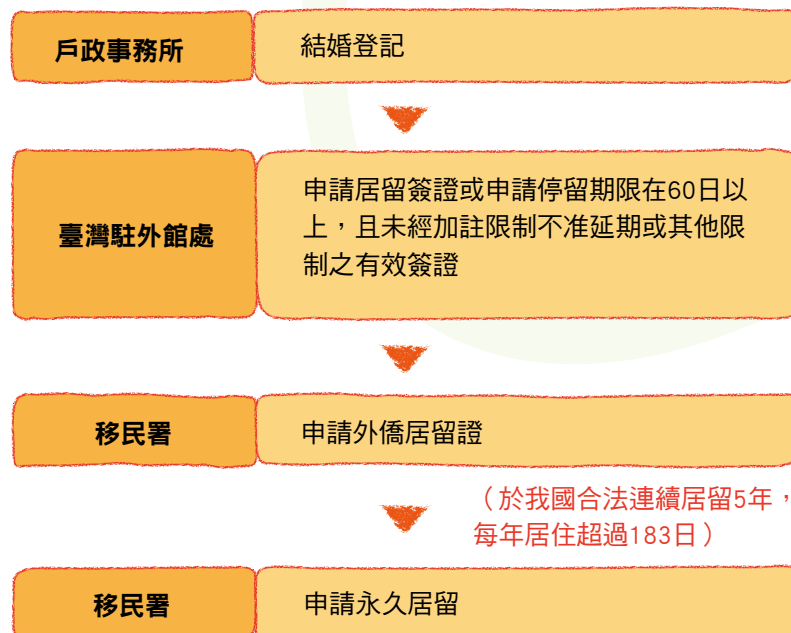 戶政事務所
結婚登記
臺灣駐外館處
申請居留簽證或申請停留期限在60日以
上，且未經加註限制不准延期或其他限
制之有效簽證
移民署
申請外僑居留證
（於我國合法連續居留5年，
每年居住超過183日）
移民署
申請永久居留